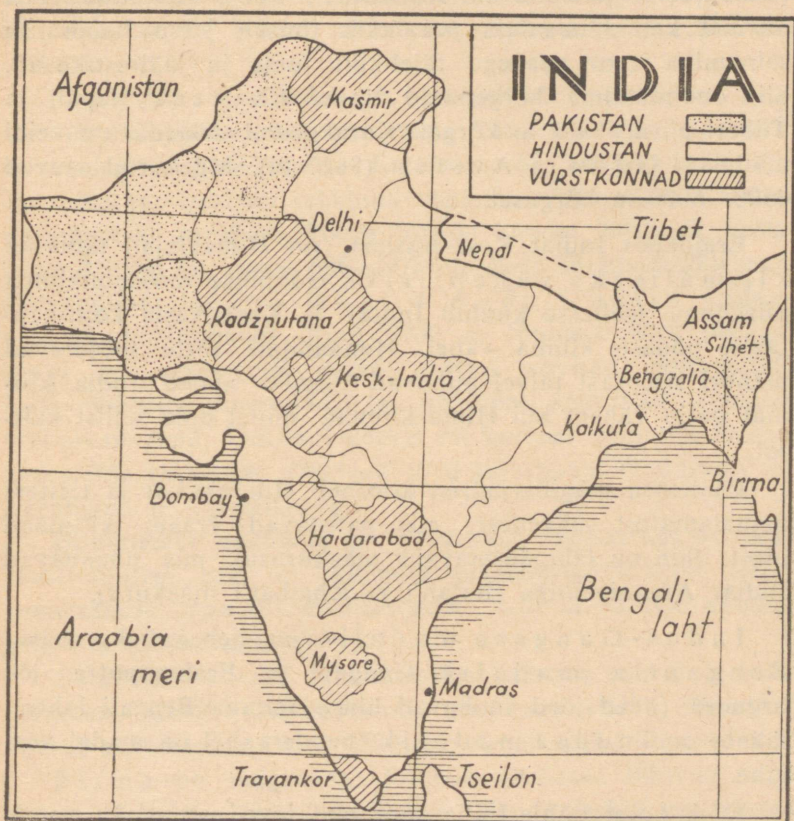 INDIA
PAKISTAN
HINDUSTAN
VÜRSTKONNAD
Afganistan
Kašmir
Delhi
Nepal
Tiibet
Radžputana
Kesk-India
Assam
Silhet
Behgaalia
Kalkuta
Birma
Bombay
Haidarabad
Bengali
laht
Araabia
meri
Mysore
Madras
Travankor
Tseilon